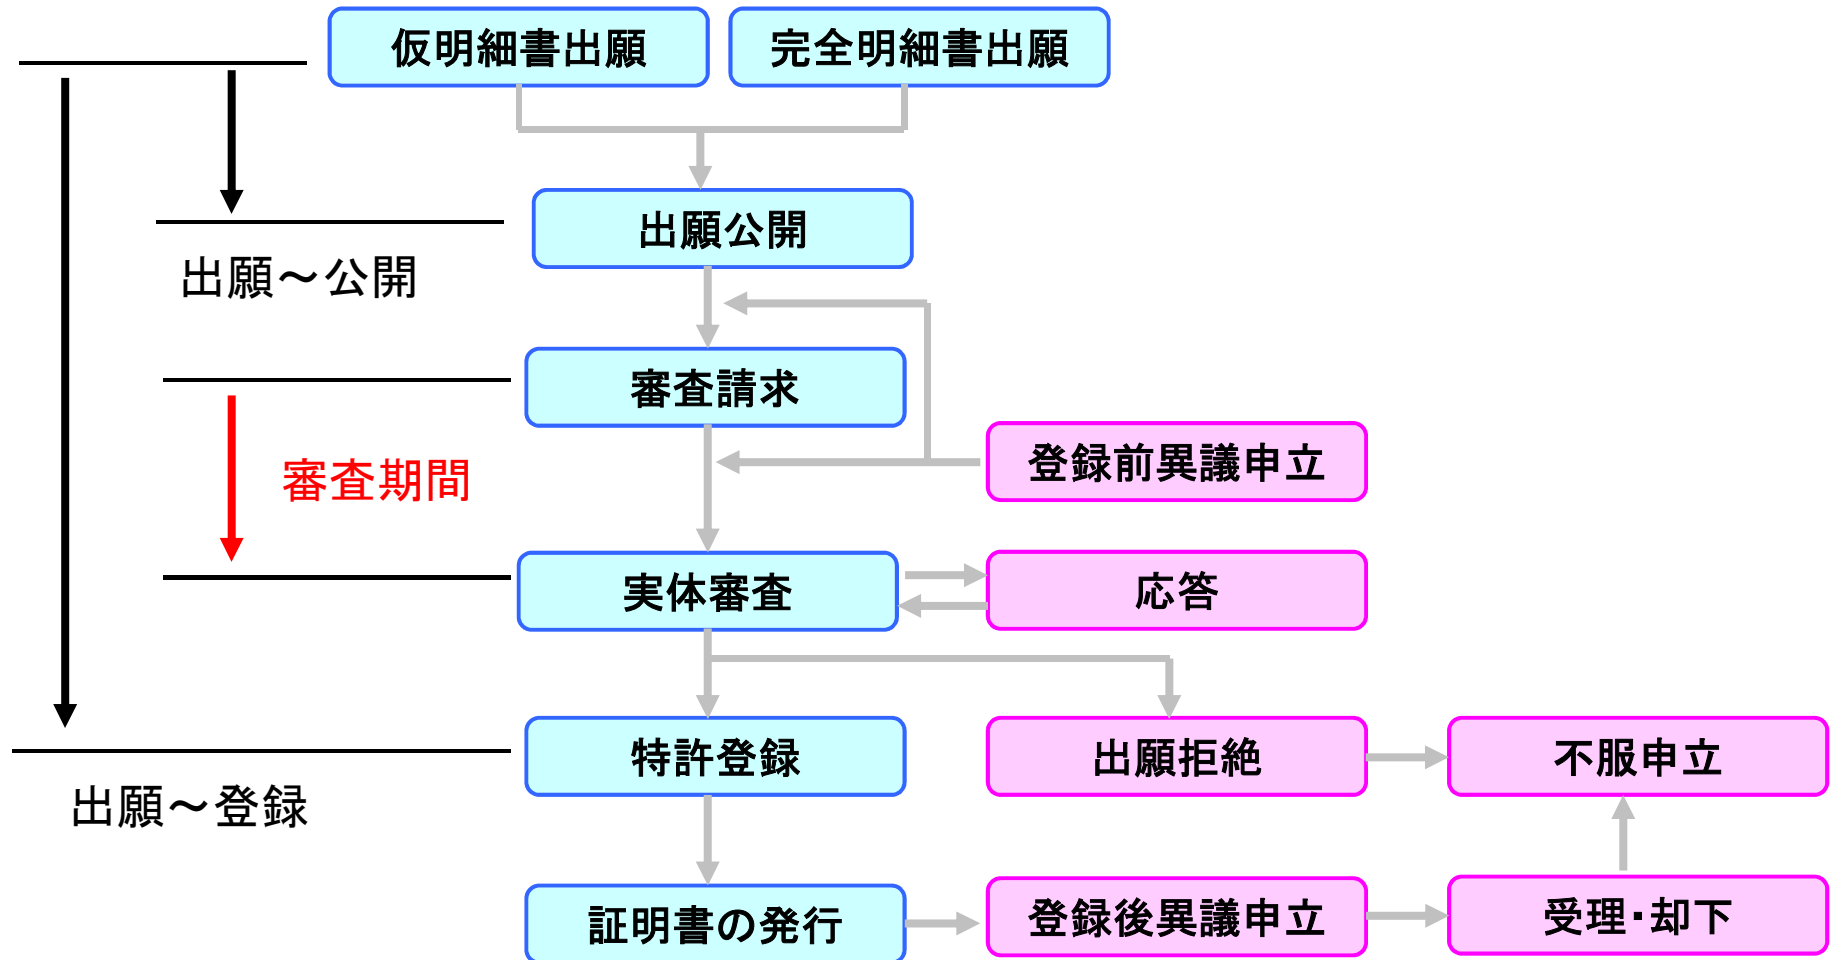 仮明細書出願
完全明細書出願
出願公開
出願～公開
審査請求
登録前異議申立
審査期間
実体審査
応答
特許登録
出願拒絶
不服申立
出願～登録
証明書の発行
登録後異議申立
受理・却下